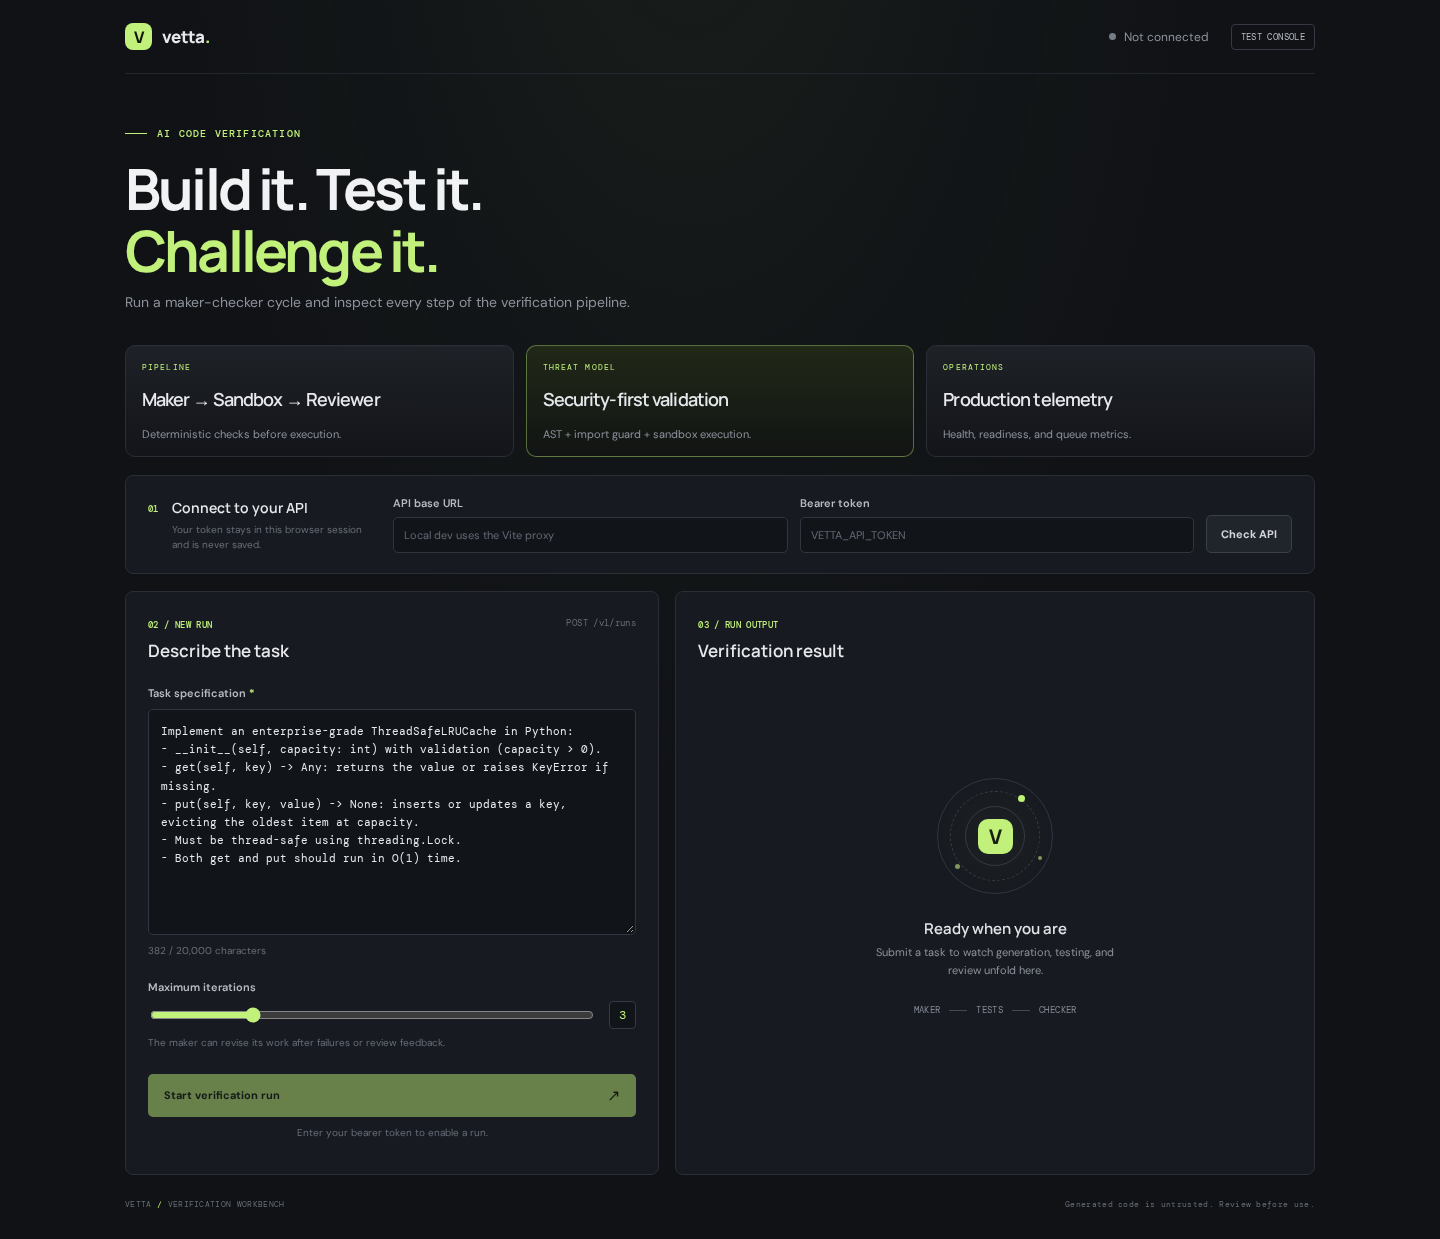 V vetta.
Not connected
TEST CONSOLE
AI CODE VERIFICATION
Build it. Test it.
Challenge it.
Run a maker-checker cycle and inspect every step of the verification pipeline.
PIPELINE
Maker → Sandbox → Reviewer
Deterministic checks before execution.
THREAT MODEL
Security-first validation
AST + import guard + sandbox execution.
OPERATIONS
Production telemetry
Health, readiness, and queue metrics.
01 Connect to your API
Your token stays in this browser session
and is never saved.
API base URL
Local dev uses the Vite proxy
Bearer token
VETTA_API_TOKEN
Check API
02 / NEW RUN
POST /v1/runs
Describe the task
Task specification *
Implement an enterprise-grade ThreadSafeLRUCache in Python:
- __init__(self, capacity: int) with validation (capacity > 0).
- get(self, key) -> Any: returns the value or raises KeyError if
missing.
- put(self, key, value) -> None: inserts or updates a key,
evicting the oldest item at capacity.
- Must be thread-safe using threading.Lock.
- Both get and put should run in O(1) time.
382 / 20,000 characters
Maximum iterations
3
The maker can revise its work after failures or review feedback.
Start verification run ↗
Enter your bearer token to enable a run.
03 / RUN OUTPUT
Verification result
V
Ready when you are
Submit a task to watch generation, testing, and
review unfold here.
MAKER TESTS CHECKER
VETTA / VERIFICATION WORKBENCH
Generated code is untrusted. Review before use.